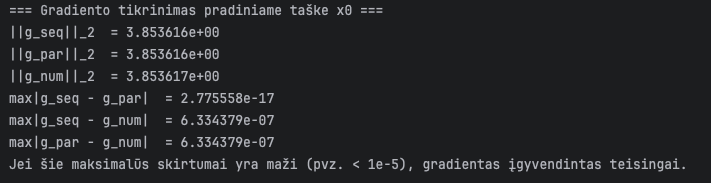 === Gradiento tikrinimas pradiniame taške x0 ===
||g_seq||_2  = 3.853616e+00
||g_par||_2  = 3.853616e+00
||g_num||_2  = 3.853617e+00
max|g_seq - g_par|  = 2.775558e-17
max|g_seq - g_num|  = 6.334379e-07
max|g_par - g_num|  = 6.334379e-07
Jei šie maksimalūs skirtumai yra maži (pvz. < 1e-5), gradientas įgyvendintas teisingai.